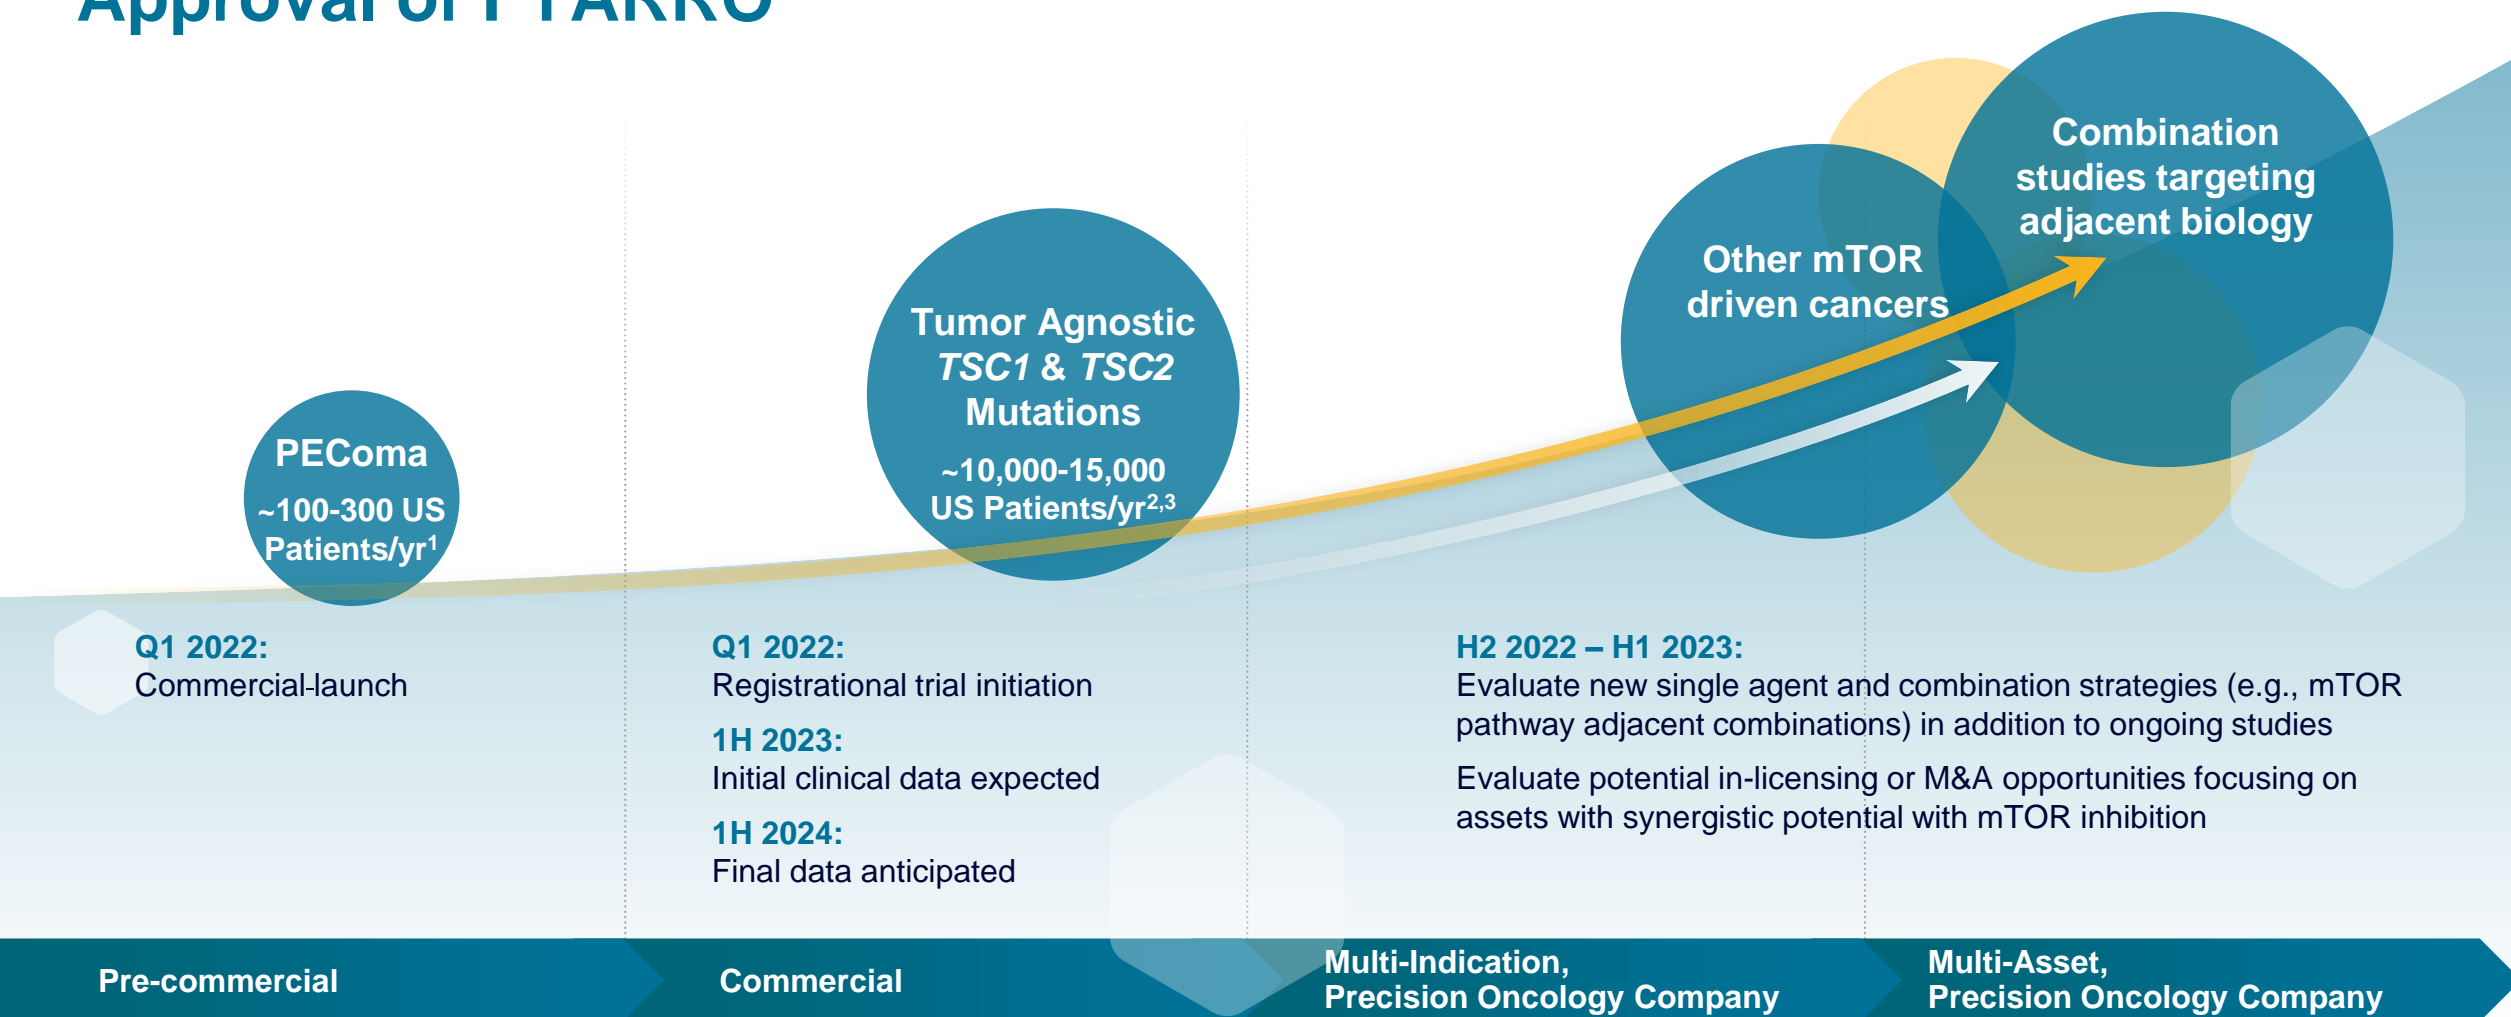 Approval of FYARRO
PEComa
~100-300 US
Patients/yr1
Tumor Agnostic
TSC1 & TSC2
Mutations
~10,000-15,000
US Patients/yr2,3
Other mTOR
driven cancers
Combination
studies targeting
adjacent biology
Q1 2022:
Commercial-launch
Q1 2022:
Registrational trial initiation
1H 2023:
Initial clinical data expected
1H 2024:
Final data anticipated
H2 2022 – H1 2023:
Evaluate new single agent and combination strategies (e.g., mTOR
pathway adjacent combinations) in addition to ongoing studies
Evaluate potential in-licensing or M&A opportunities focusing on
assets with synergistic potential with mTOR inhibition
Pre-commercial
Commercial
Multi-Indication,
Precision Oncology Company
Multi-Asset,
Precision Oncology Company